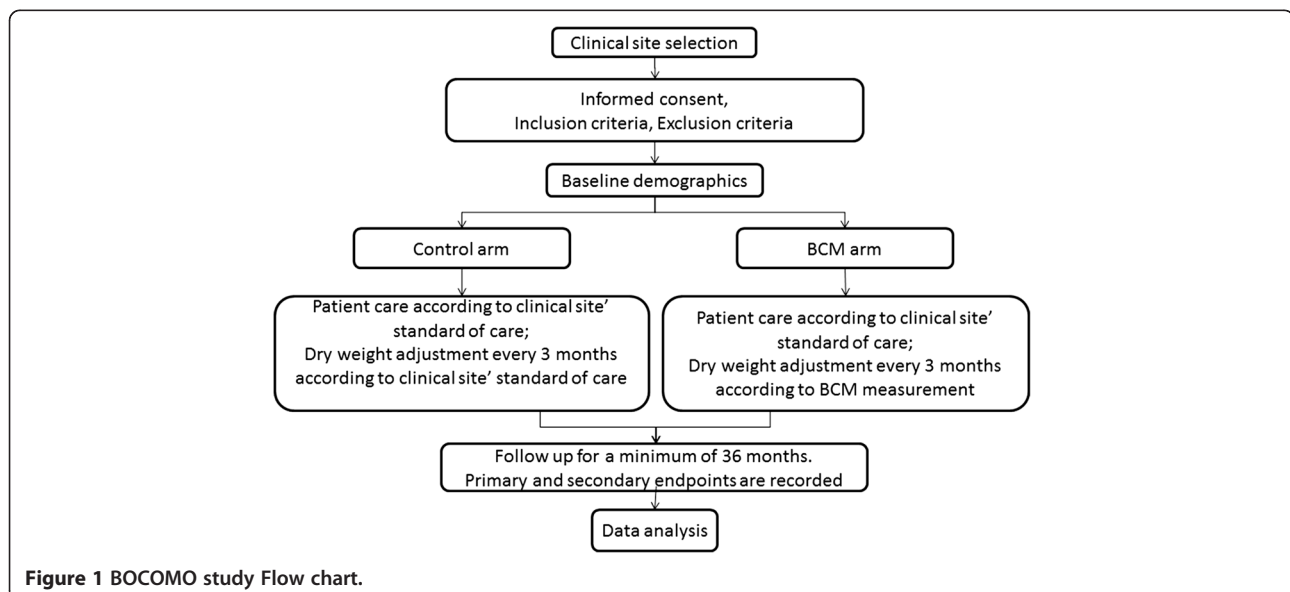 Clinical site selection
Informed consent,
Inclusion criteria, Exclusion criteria
Baseline demographics
Control arm
BCM arm
Patient care according to clinical site'
standard of care;
Dry weight adjustment every 3 months
according to clinical site' standard of care
Patient care according to clinical site'
standard of care;
Dry weight adjustment every 3 months
according to BCM measurement
Follow up for a minimum of 36 months.
Primary and secondary endpoints are recorded
Data analysis
Figure 1 BOCOMO study Flow chart.